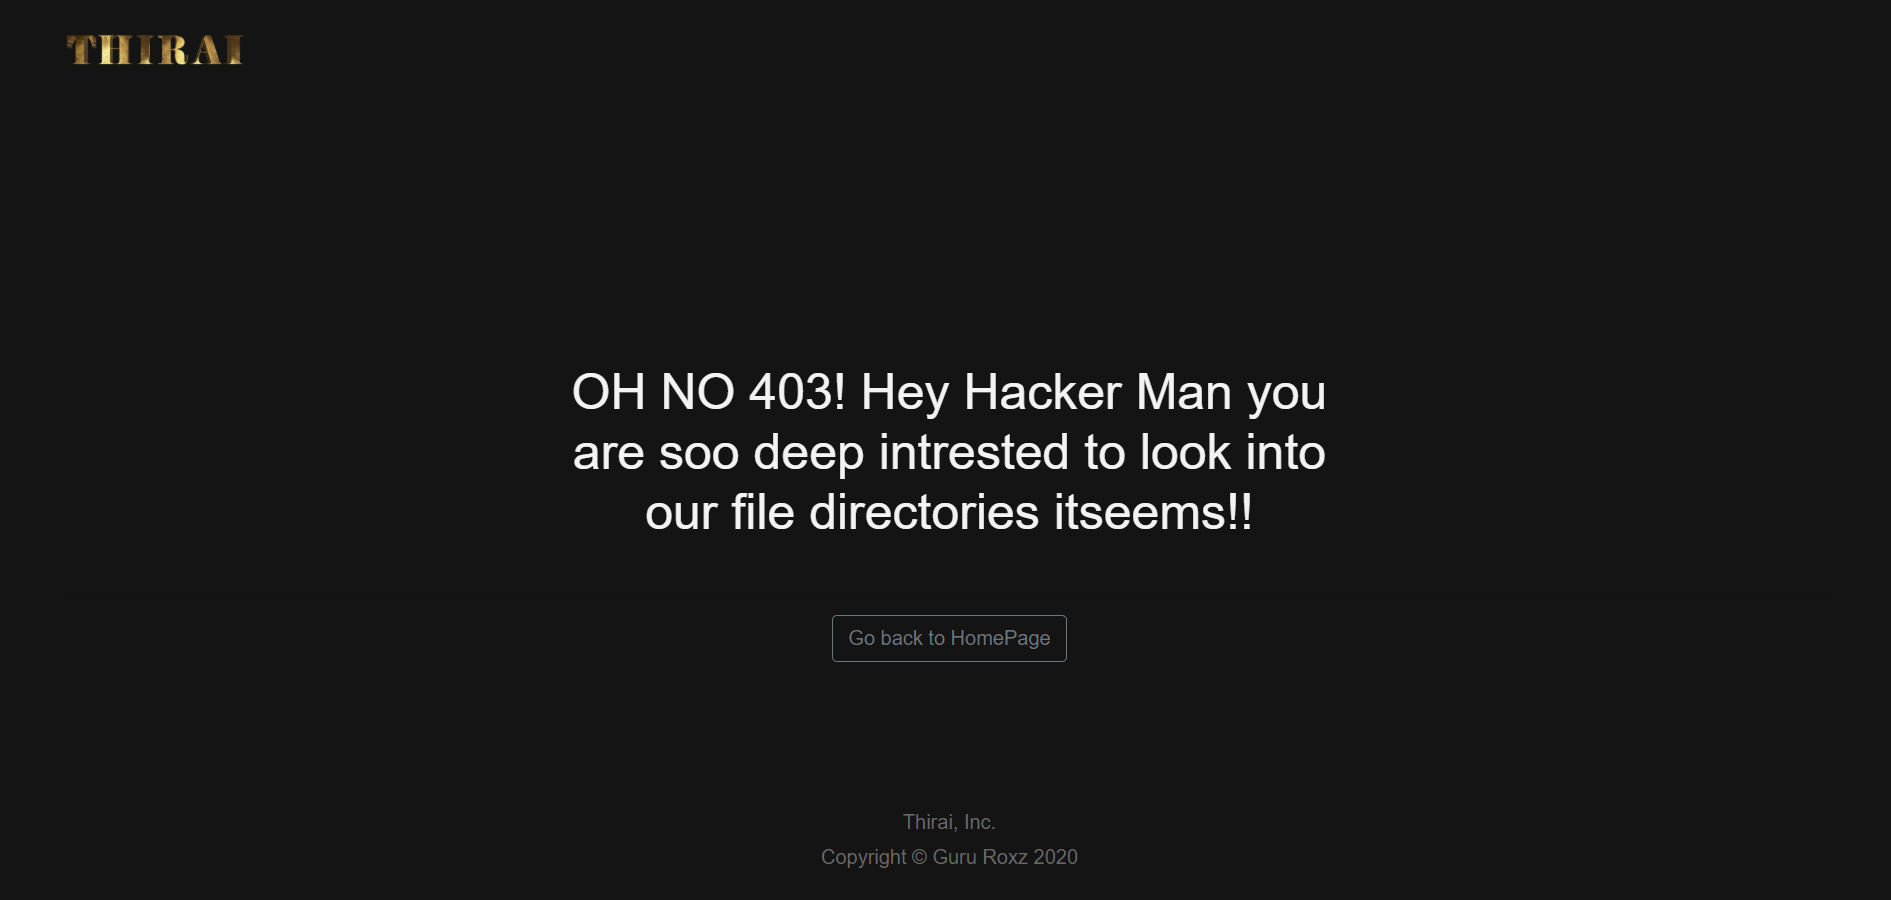 THIRAI
OH NO 403! Hey Hacker Man you
are soo deep intrested to look into
our file directories itseems!!
Go back to HomePage
Thirai, Inc.
Copyright © Guru Roxz 2020